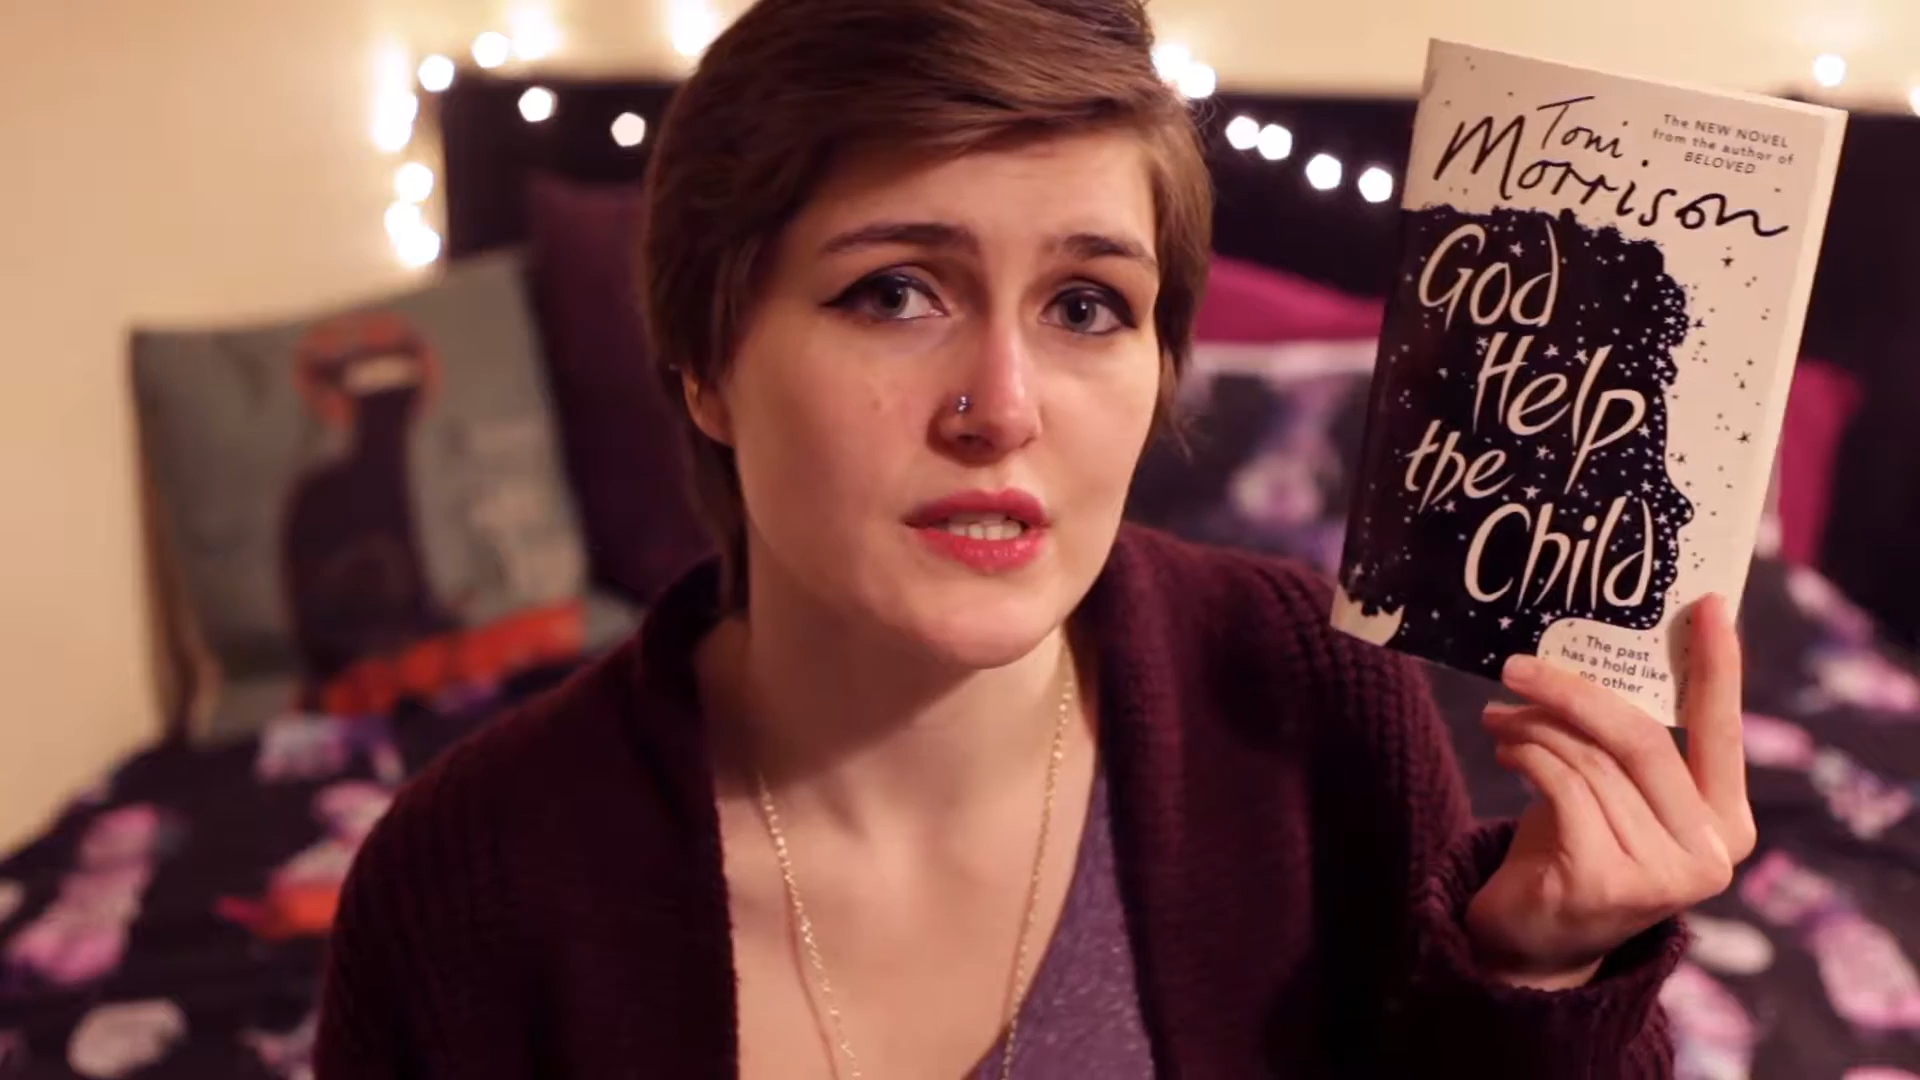 Toni
Morrison
The NEW NOVEL
from the author of
BELOVED
God
Help
the
Child
The past
has a hold like
no other